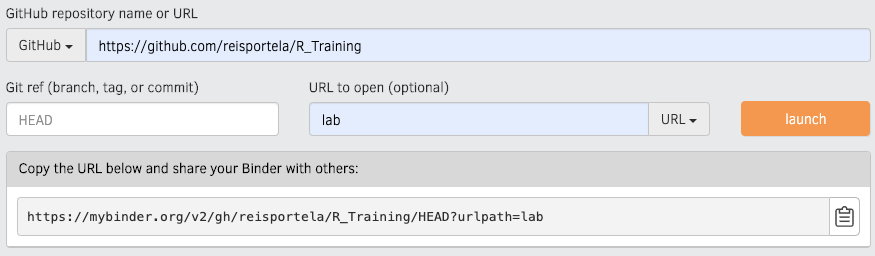 GitHub repository name or URL
GitHub https://github.com/reisportela/R_Training
Git ref (branch, tag, or commit) URL to open (optional)
HEAD lab URL launch
Copy the URL below and share your Binder with others:
https://mybinder.org/v2/gh/reisportela/R_Training/HEAD?urlpath=lab